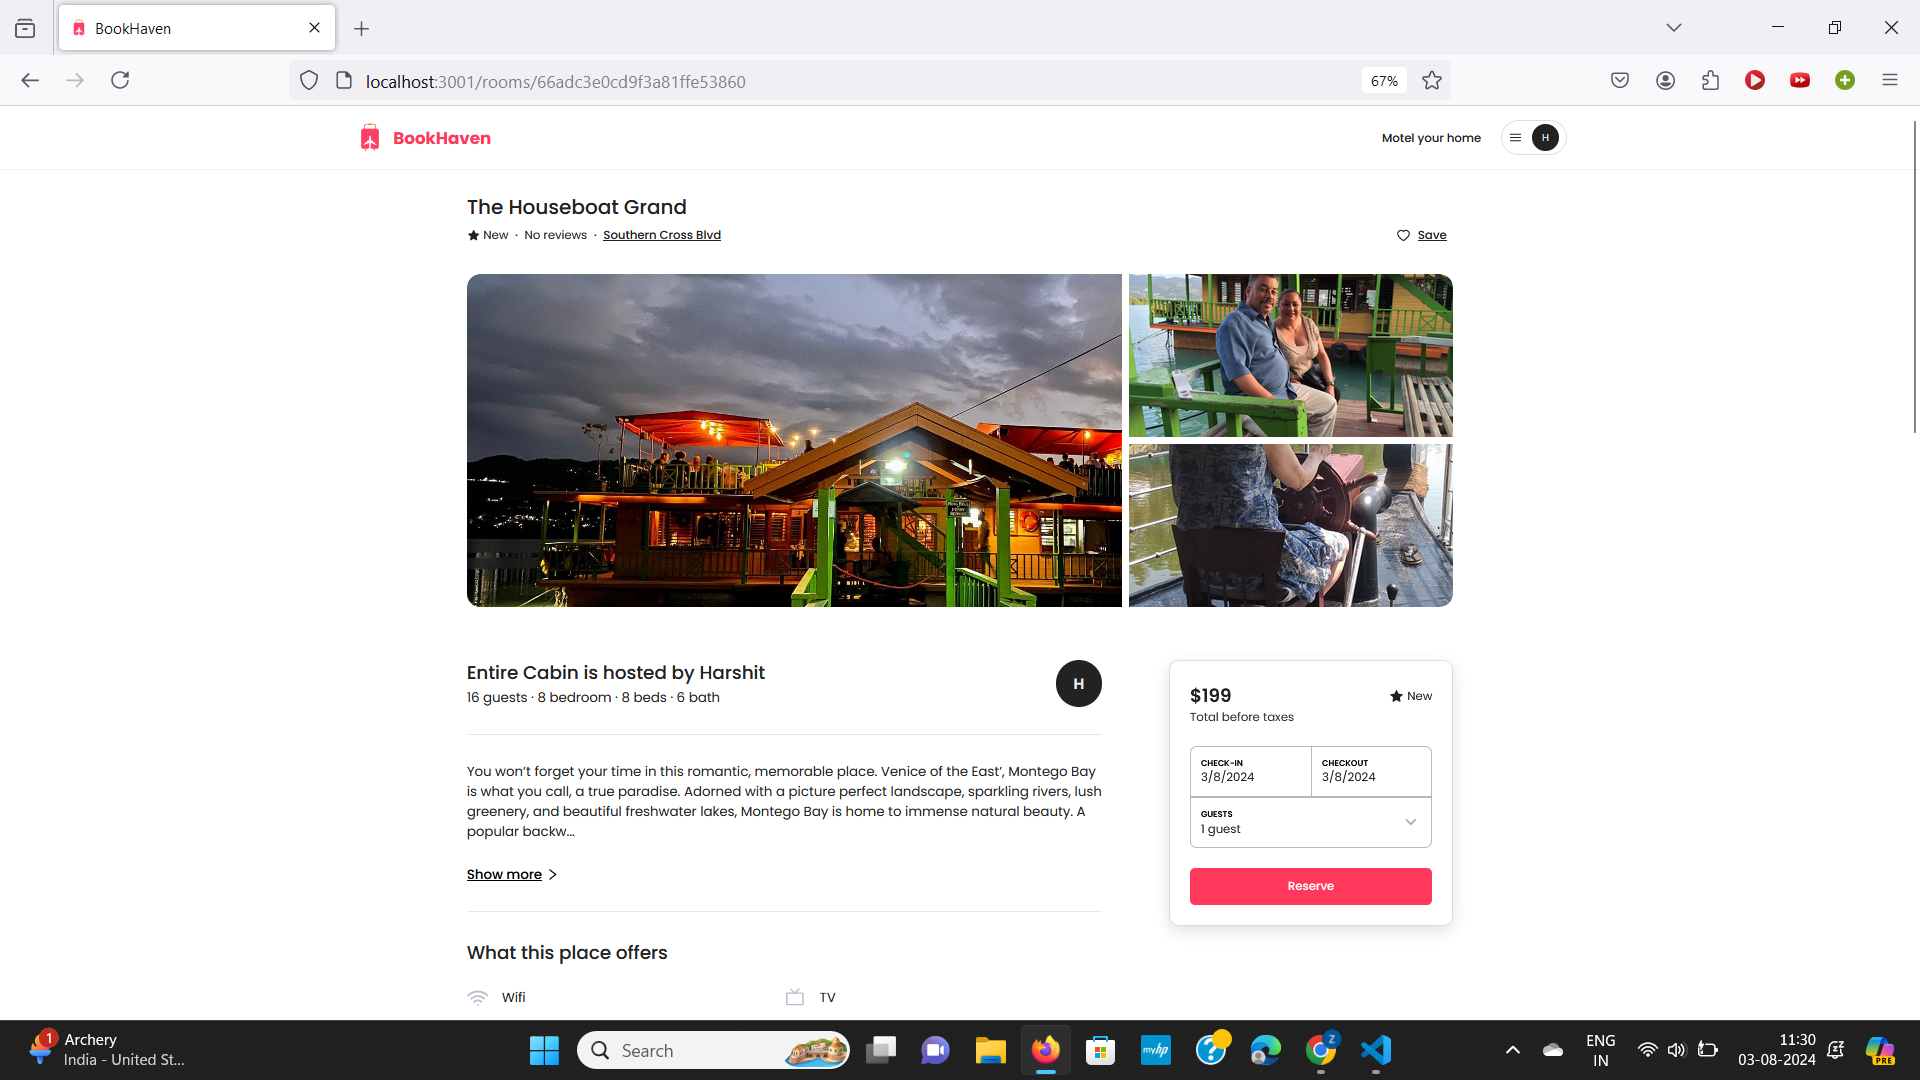 BookHaven
localhost:3001/rooms/66adc3e0cd9f3a81ffe53860
67%
BookHaven
Motel your home
H
The Houseboat Grand
New · No reviews · Southern Cross Blvd
Save
Entire Cabin is hosted by Harshit
16 guests · 8 bedroom · 8 beds · 6 bath
H
You won’t forget your time in this romantic, memorable place. Venice of the East’, Montego Bay
is what you call, a true paradise. Adorned with a picture perfect landscape, sparkling rivers, lush
greenery, and beautiful freshwater lakes, Montego Bay is home to immense natural beauty. A
popular backw...
Show more
What this place offers
Wifi
TV
$199
New
Total before taxes
CHECK-IN
3/8/2024
CHECKOUT
3/8/2024
GUESTS
1 guest
Reserve
1
Archery
India - United St...
Search
myhp
Z
ENG
IN
11:30
03-08-2024
PRE